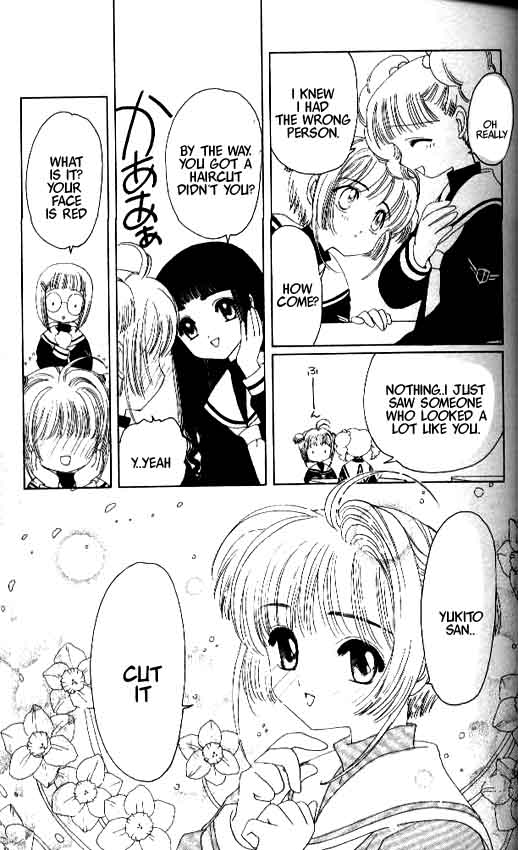 OH
REALLY
I KNEW
I HAD
THE WRONG
PERSON.
HOW
COME?
NOTHING..I JUST
SAW SOMEONE
WHO LOOKED A
LOT LIKE YOU.
BY THE WAY.
YOU GOT A
HAIRCUT
DIDN'T YOU?
Y..YEAH
かああぁ
WHAT
IS IT?
YOUR
FACE
IS RED
YUKITO
SAN..
CUT
IT